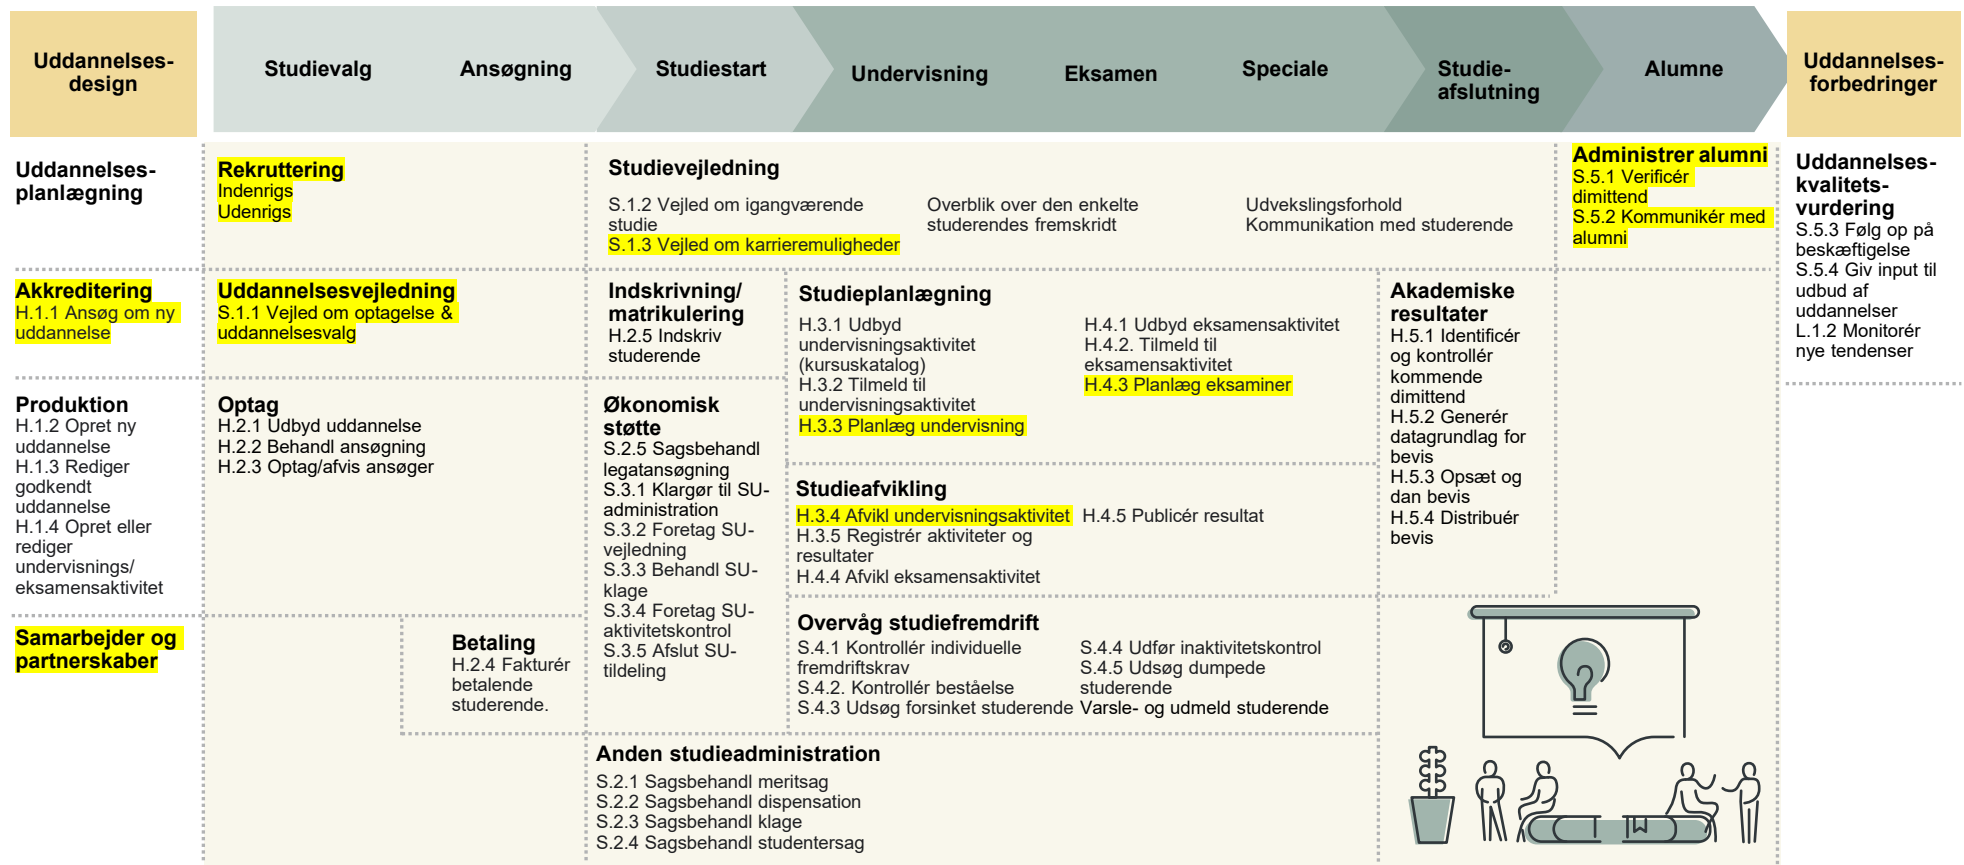 Uddannelses-
design
Studievalg
Ansøgning
Studiestart
Undervisning
Eksamen
Speciale
Studie-
afslutning
Alumne
Uddannelses-
forbedringer
Uddannelses-
planlægning
Rekruttering
Indenrigs
Udenrigs
Studievejledning
S.1.2 Vejled om igangværende
studie
S.1.3 Vejled om karrieremuligheder
Overblik over den enkelte
studerendes fremskridt
Udvekslingsforhold
Kommunikation med studerende
Administrer alumni
S.5.1 Verificér
dimittend
S.5.2 Kommunikér med
alumni
Uddannelses-
kvalitets-
vurdering
S.5.3 Følg op på
beskæftigelse
S.5.4 Giv input til
udbud af
uddannelser
L.1.2 Monitorér
nye tendenser
Akkreditering
H.1.1 Ansøg om ny
uddannelse
Uddannelsesvejledning
S.1.1 Vejled om optagelse &
uddannelsesvalg
Indskrivning/
matrikulering
H.2.5 Indskriv
studerende
Studieplanlægning
H.3.1 Udbyd
undervisningsaktivitet
(kursuskatalog)
H.3.2 Tilmeld til
undervisningsaktivitet
H.3.3 Planlæg undervisning
H.4.1 Udbyd eksamensaktivitet
H.4.2. Tilmeld til
eksamensaktivitet
H.4.3 Planlæg eksaminer
Akademiske
resultater
H.5.1 Identificér
og kontrollér
kommende
dimittend
H.5.2 Generér
datagrundlag for
bevis
H.5.3 Opsæt og
dan bevis
H.5.4 Distribuér
bevis
Produktion
H.1.2 Opret ny
uddannelse
H.1.3 Rediger
godkendt
uddannelse
H.1.4 Opret eller
rediger
undervisnings/
eksamensaktivitet
Optag
H.2.1 Udbyd uddannelse
H.2.2 Behandl ansøgning
H.2.3 Optag/afvis ansøger
Økonomisk
støtte
S.2.5 Sagsbehandl
legatansøgning
S.3.1 Klargør til SU-
administration
S.3.2 Foretag SU-
vejledning
S.3.3 Behandl SU-
klage
S.3.4 Foretag SU-
aktivitetskontrol
S.3.5 Afslut SU-
tildeling
Studieafvikling
H.3.4 Afvikl undervisningsaktivitet
H.3.5 Registrér aktiviteter og
resultater
H.4.4 Afvikl eksamensaktivitet
H.4.5 Publicér resultat
Samarbejder og
partnerskaber
Betaling
H.2.4 Fakturér
betalende
studerende.
Overvåg studiefremdrift
S.4.1 Kontrollér individuelle
fremdriftskrav
S.4.2. Kontrollér beståelse
S.4.3 Udsøg forsinket studerende
S.4.4 Udfør inaktivitetskontrol
S.4.5 Udsøg dumpede
studerende
Varsle- og udmeld studerende
Anden studieadministration
S.2.1 Sagsbehandl meritsag
S.2.2 Sagsbehandl dispensation
S.2.3 Sagsbehandl klage
S.2.4 Sagsbehandl studentersag